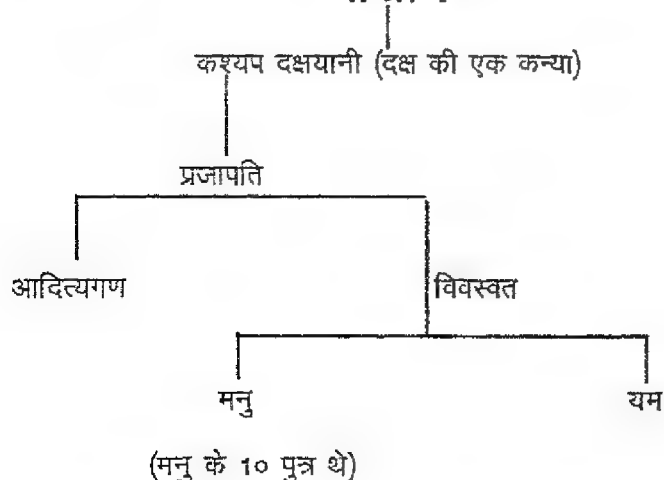 कश्यप दक्षयानी (दक्ष की एक कन्या)
प्रजापति
आदित्यगण विवस्वत
मनु यम
(मनु के 10 पुत्र थे)